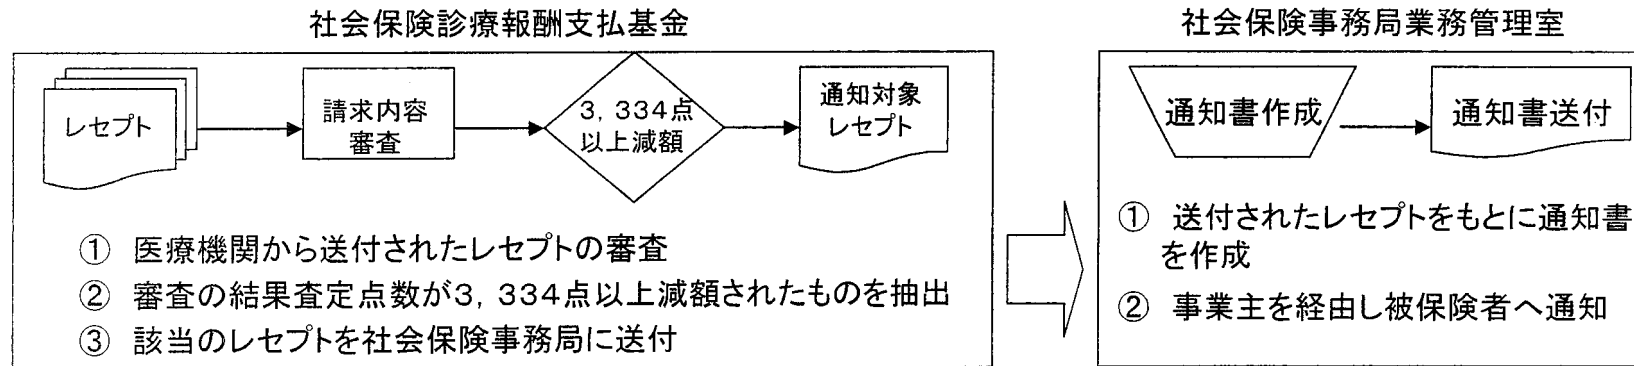 社会保険診療報酬支払基金
レセプト
請求内容
審査
3,334点
以上減額
通知対象
レセプト
① 医療機関から送付されたレセプトの審査
② 審査の結果査定点数が3,334点以上減額されたものを抽出
③ 該当のレセプトを社会保険事務局に送付
社会保険事務局業務管理室
通知書作成
通知書送付
① 送付されたレセプトをもとに通知書
を作成
② 事業主を経由し被保険者へ通知